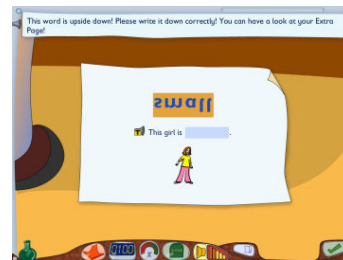 This word is upside down! Please write it down correctly! You can have a look at your Extra
Page!
small
This girl is .
0100